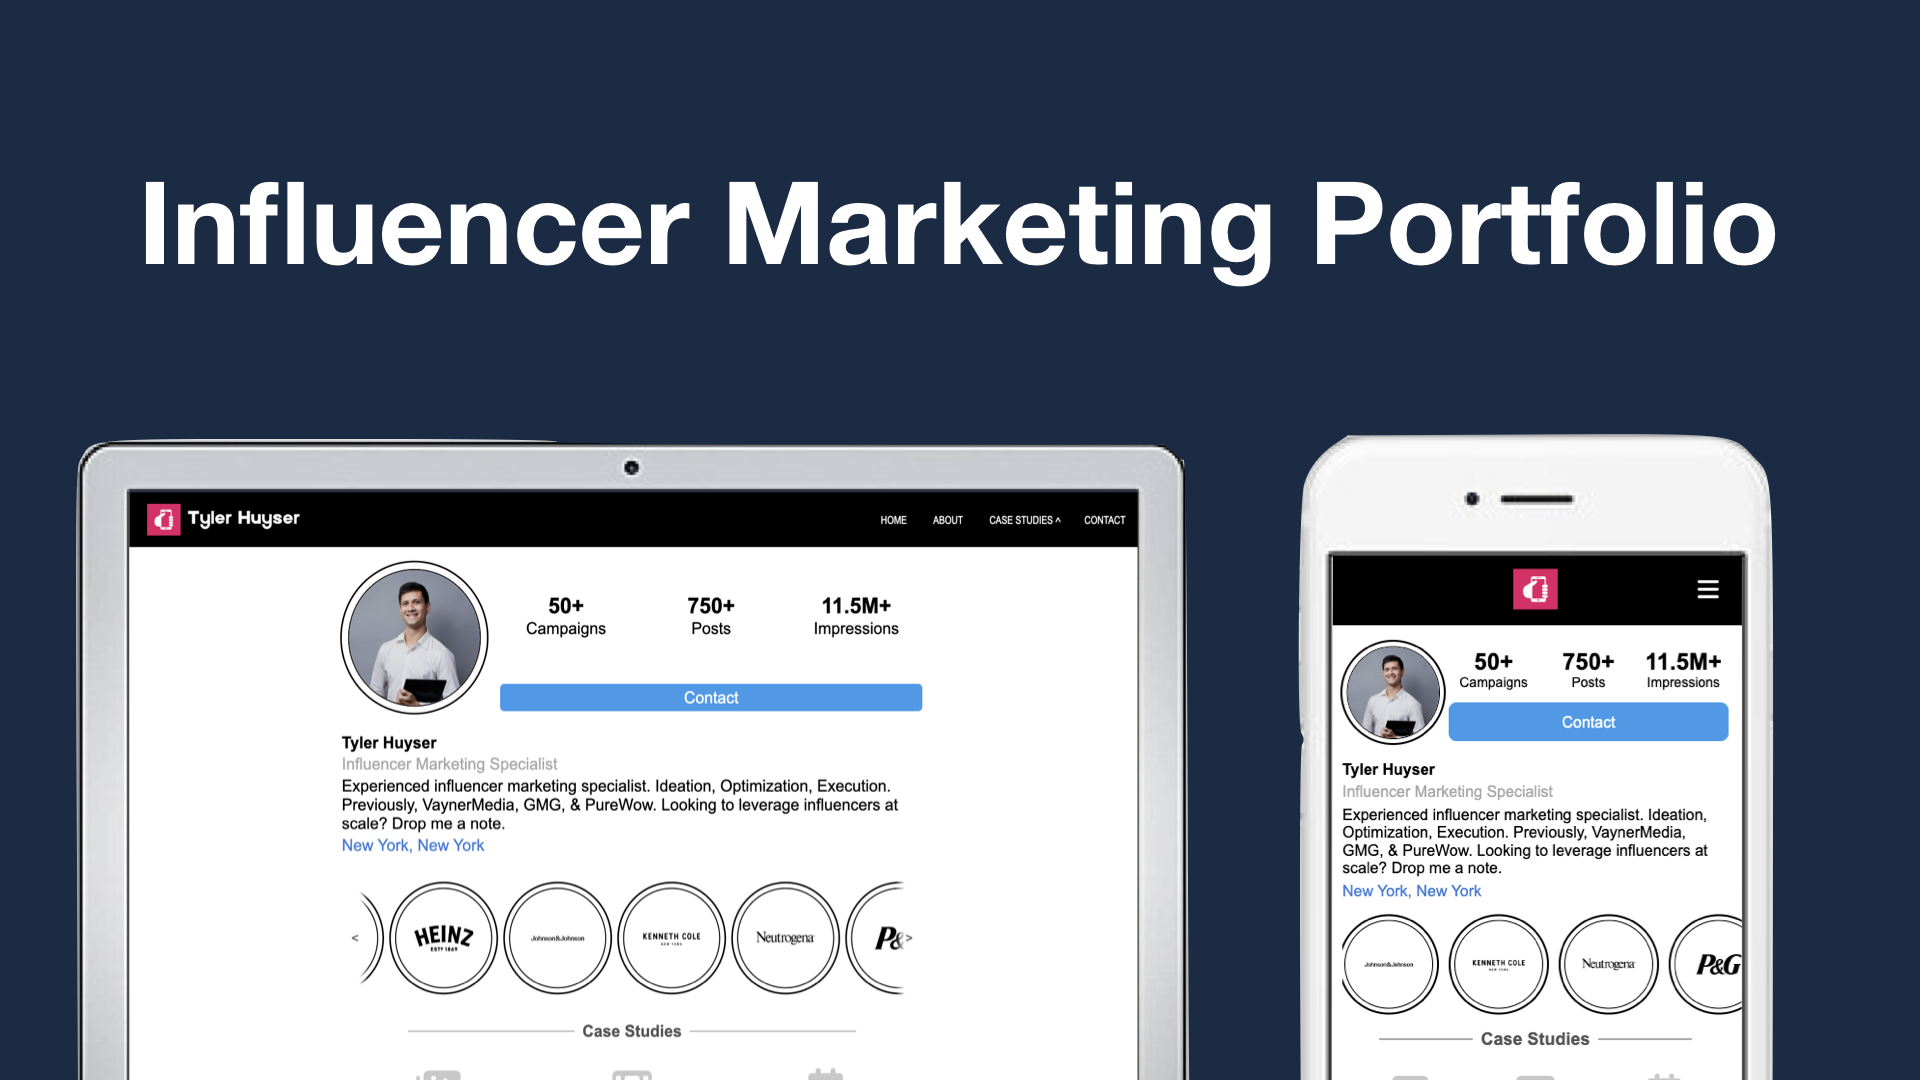 Influencer Marketing Portfolio
Tyler Huyser
HOME ABOUT CASE STUDIES ^ CONTACT
50+ 750+ 11.5M+
Campaigns Posts Impressions
Contact
Tyler Huyser
Influencer Marketing Specialist
Experienced influencer marketing specialist. Ideation, Optimization, Execution.
Previously, VaynerMedia, GMG, & PureWow. Looking to leverage influencers at
scale? Drop me a note.
New York, New York
< HEINZ Johnson&Johnson KENNETH COLE Neutrogena P& >
ESTD 1869 NEW YORK
Case Studies
50+ 750+ 11.5M+
Campaigns Posts Impressions
Contact
Tyler Huyser
Influencer Marketing Specialist
Experienced influencer marketing specialist. Ideation,
Optimization, Execution. Previously, VaynerMedia,
GMG, & PureWow. Looking to leverage influencers at
scale? Drop me a note.
New York, New York
Johnson&Johnson KENNETH COLE Neutrogena P&G
NEW YORK
Case Studies